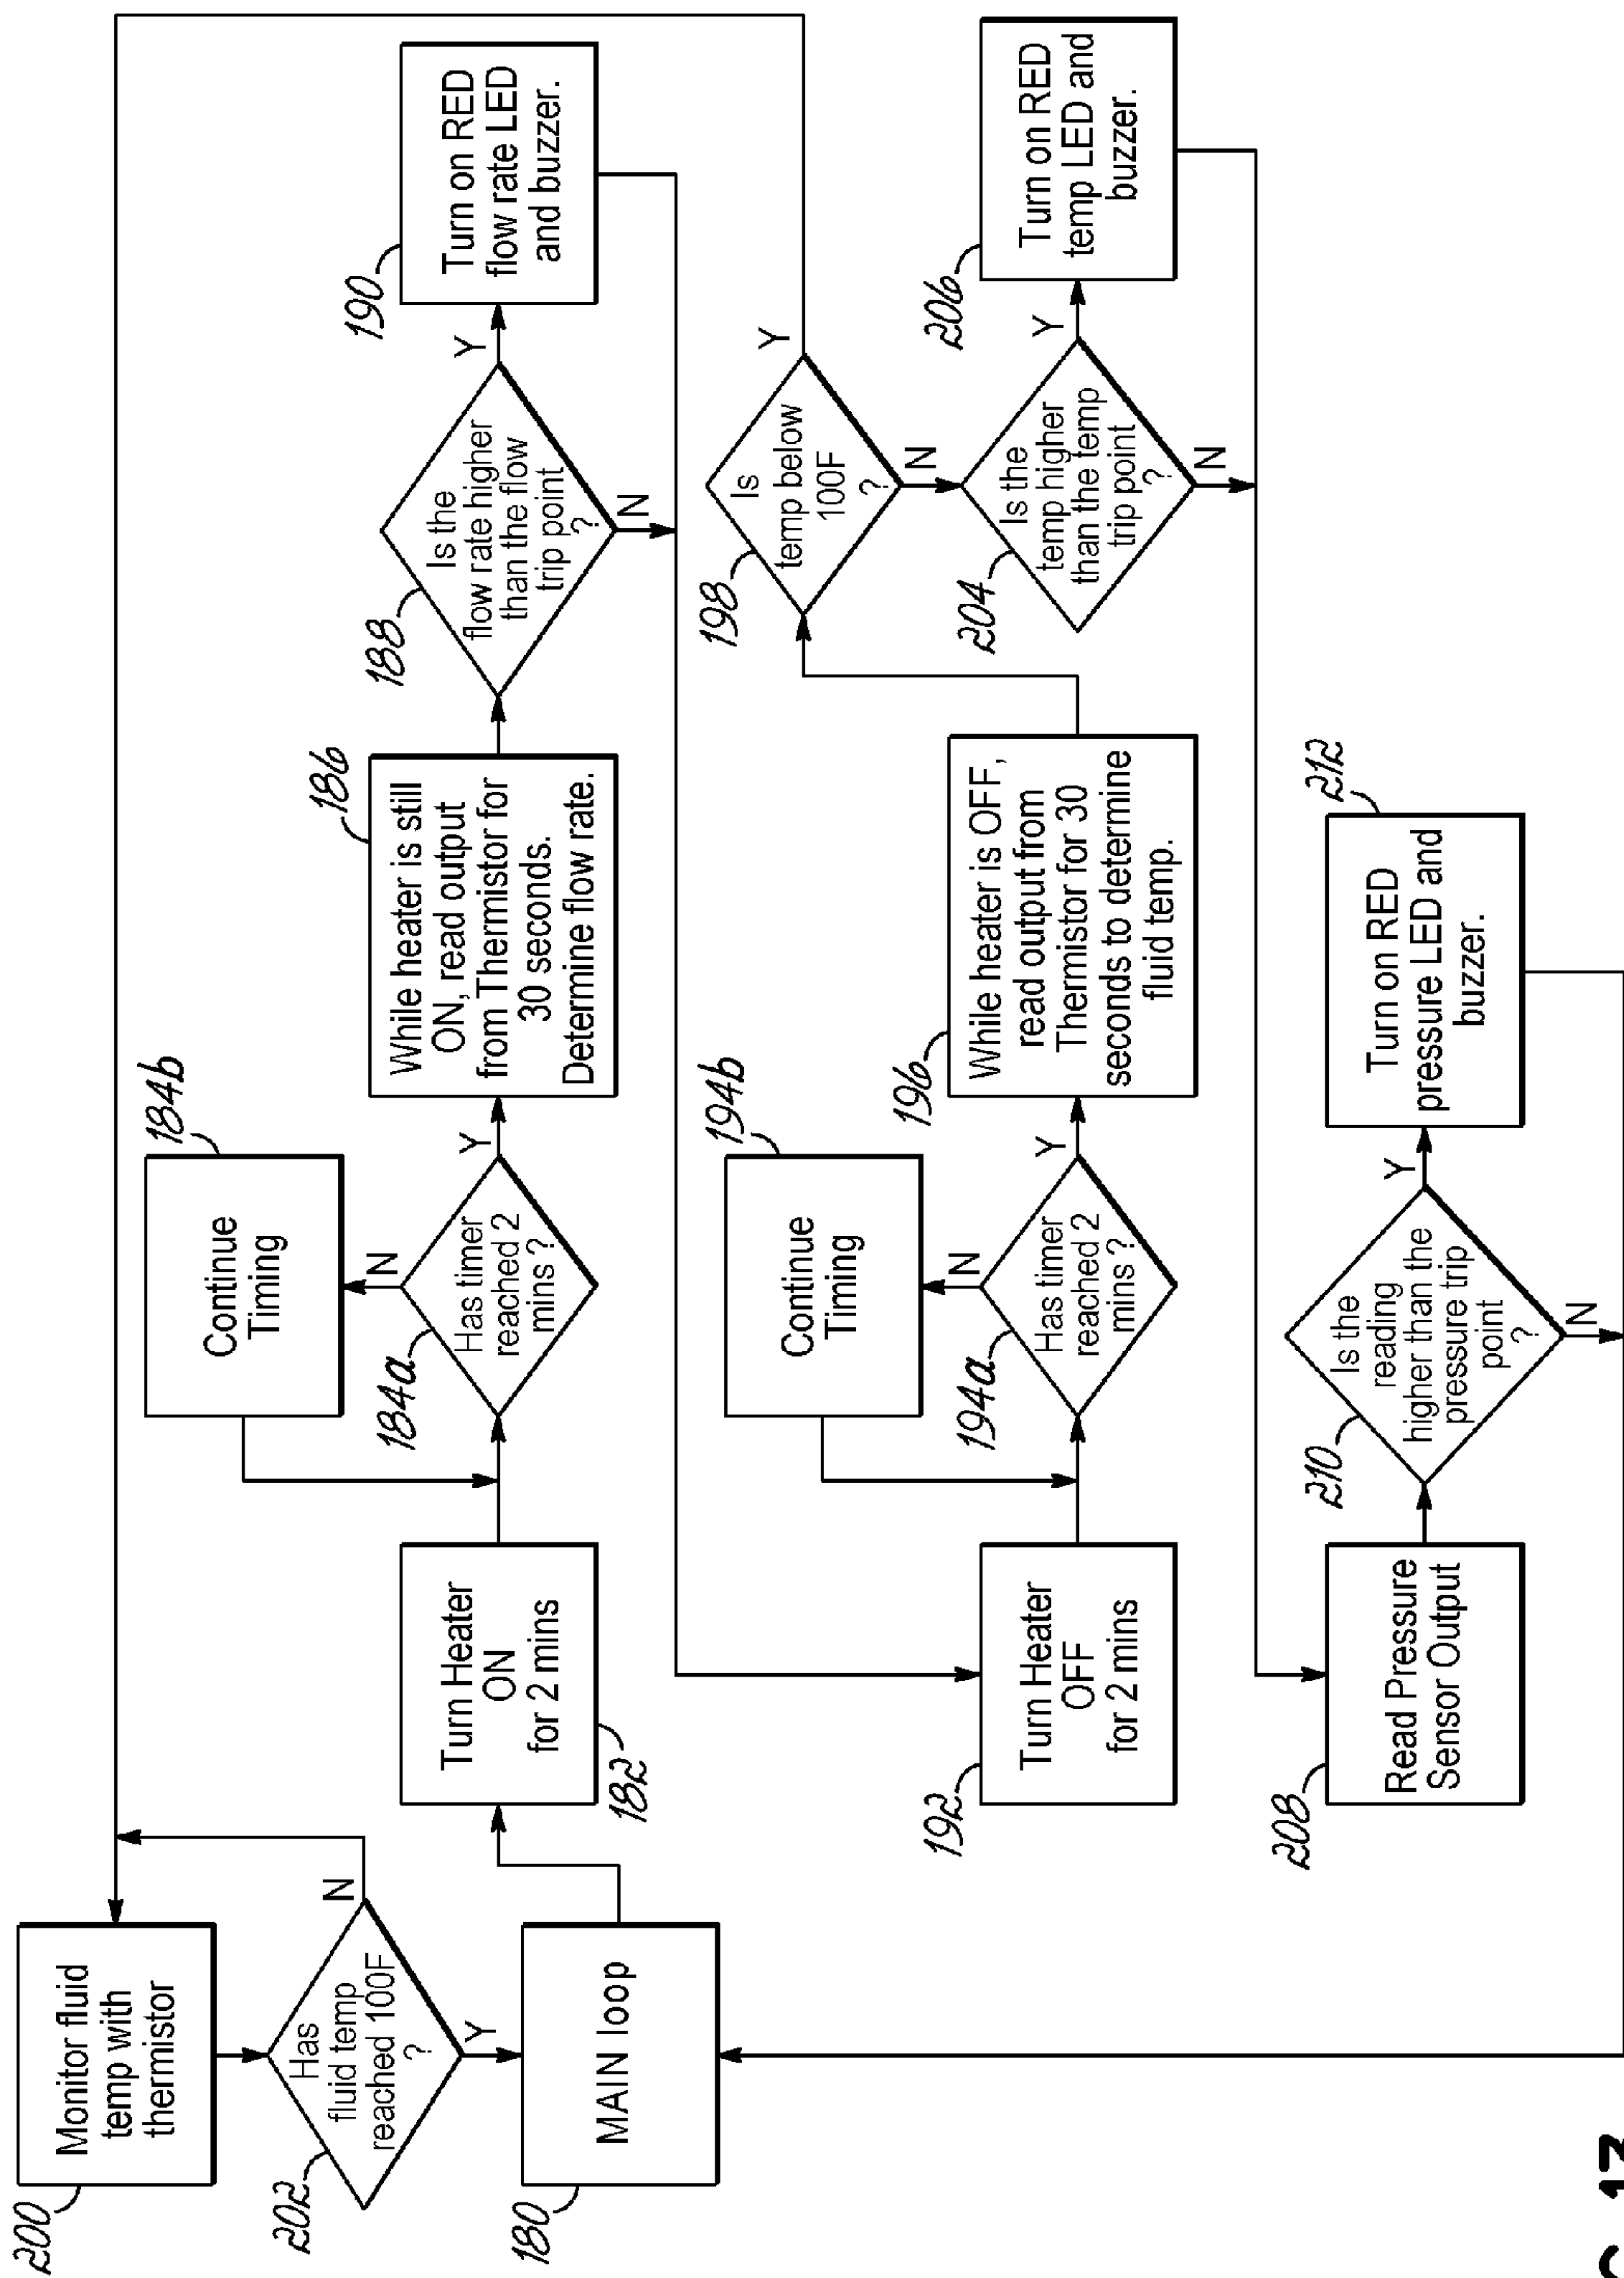 200
Monitor fluid
temp with
thermistor
202
Has
fluid temp
reached 100F
?
N
Y
180
MAIN loop
Turn Heater
ON
for 2 mins
182
184a
Has timer
reached 2
mins ?
N
Y
Continue
Timing
184b
186
While heater is still
ON, read output
from Thermistor for
30 seconds.
Determine flow rate.
188
Is the
flow rate higher
than the flow
trip point
?
Y
N
190
Turn on RED
flow rate LED
and buzzer.
192
Turn Heater
OFF
for 2 mins
194a
Has timer
reached 2
mins ?
N
Y
Continue
Timing
194b
196
While heater is OFF,
read output from
Thermistor for 30
seconds to determine
fluid temp.
198
Is
temp below
100F
?
Y
N
204
Is the
temp higher
than the temp
trip point
?
Y
N
206
Turn on RED
temp LED and
buzzer.
208
Read Pressure
Sensor Output
210
Is the
reading
higher than the
pressure trip
point
?
Y
N
212
Turn on RED
pressure LED and
buzzer.